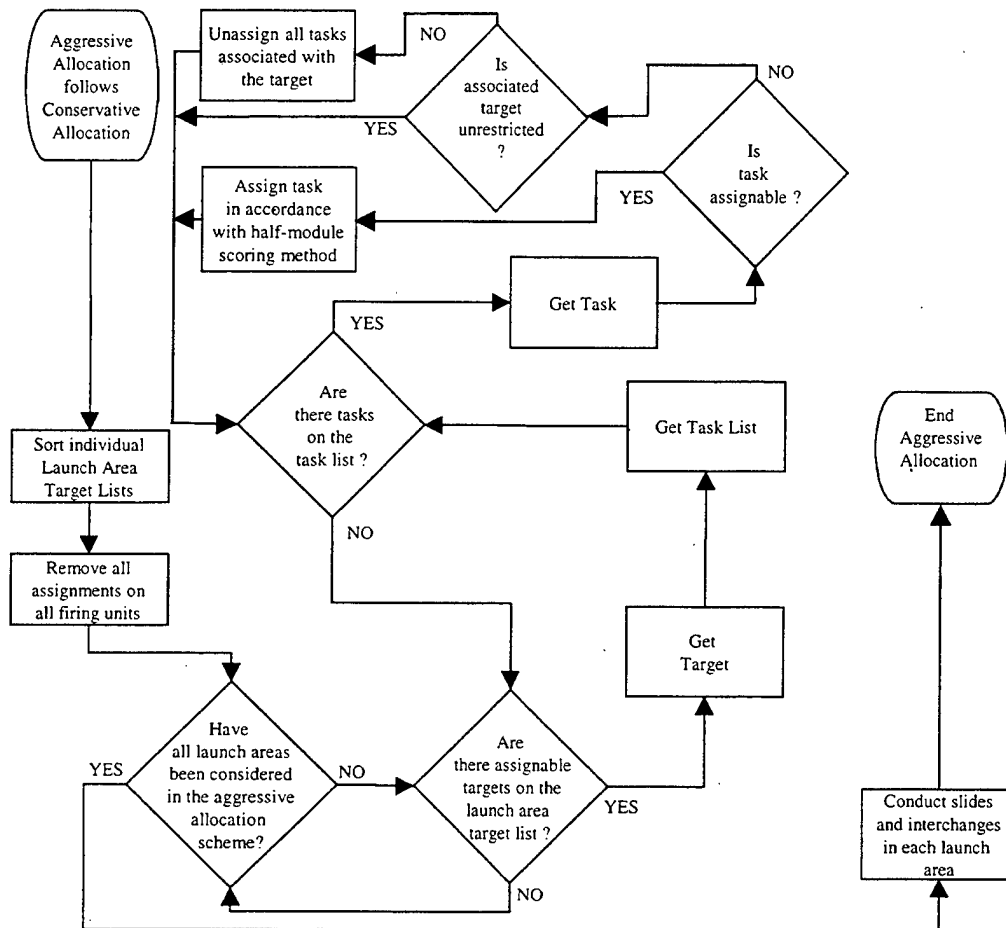 Aggressive
Allocation
follows
Conservative
Allocation
Unassign all tasks
associated with
the target
NO
Is
associated
target
unrestricted
?
YES
NO
Is
task
assignable ?
YES
Assign task
in accordance
with half-module
scoring method
Get Task
YES
Are
there tasks
on the
task list ?
NO
Get Task List
End
Aggressive
Allocation
Sort individual
Launch Area
Target Lists
Remove all
assignments on
all firing units
Get
Target
Have
all launch areas
been considered
in the aggressive
allocation
scheme?
YES
NO
Are
there assignable
targets on the
launch area
target list ?
YES
NO
Conduct slides
and interchanges
in each launch
area